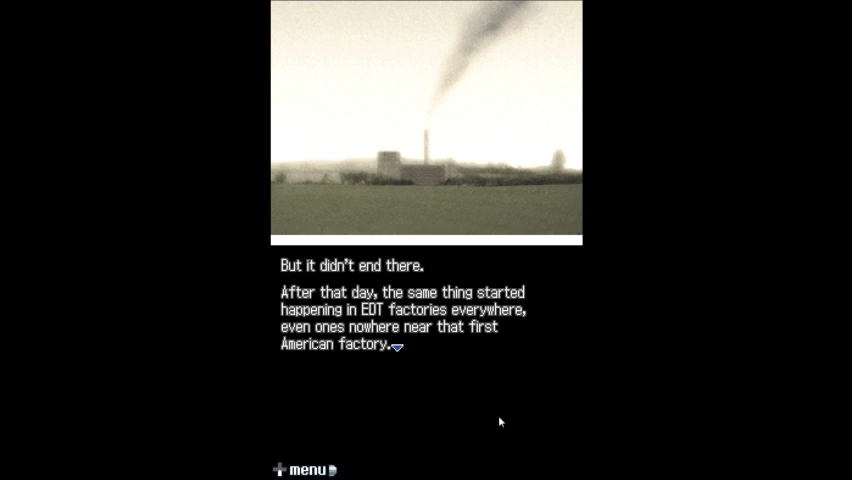 But it didn't end there.
After that day, the same thing started
happening in EDT factories everywhere,
even ones nowhere near that first
American factory.
menu